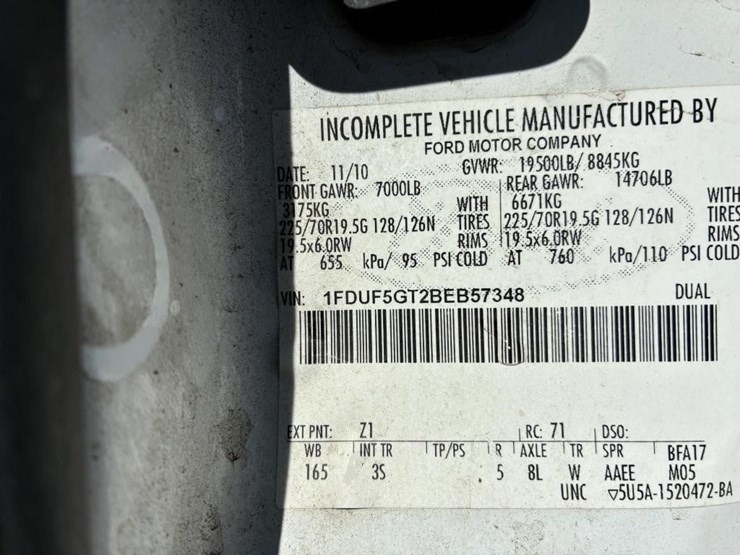 INCOMPLETE VEHICLE MANUFACTURED BY
FORD MOTOR COMPANY
DATE: 11/10 GVWR: 19500LB/ 8845KG
FRONT GAWR: 7000LB REAR GAWR: 14706LB
3175KG WITH 6671KG WITH
225/70R19.5G 128/126N TIRES 225/70R19.5G 128/126N TIRES
19.5x6.0RW RIMS 19.5x6.0RW RIMS
AT 655 kPa/ 95 PSI COLD AT 760 kPa/110 PSI COLD
VIN: 1FDUF5GT2BEB57348 DUAL
EXT PNT: Z1 RC: 71 DSO:
WB INT TR TP/PS R AXLE TR SPR BFA17
165 3S 5 8L W AAEE M05
UNC ▽5U5A-1520472-BA